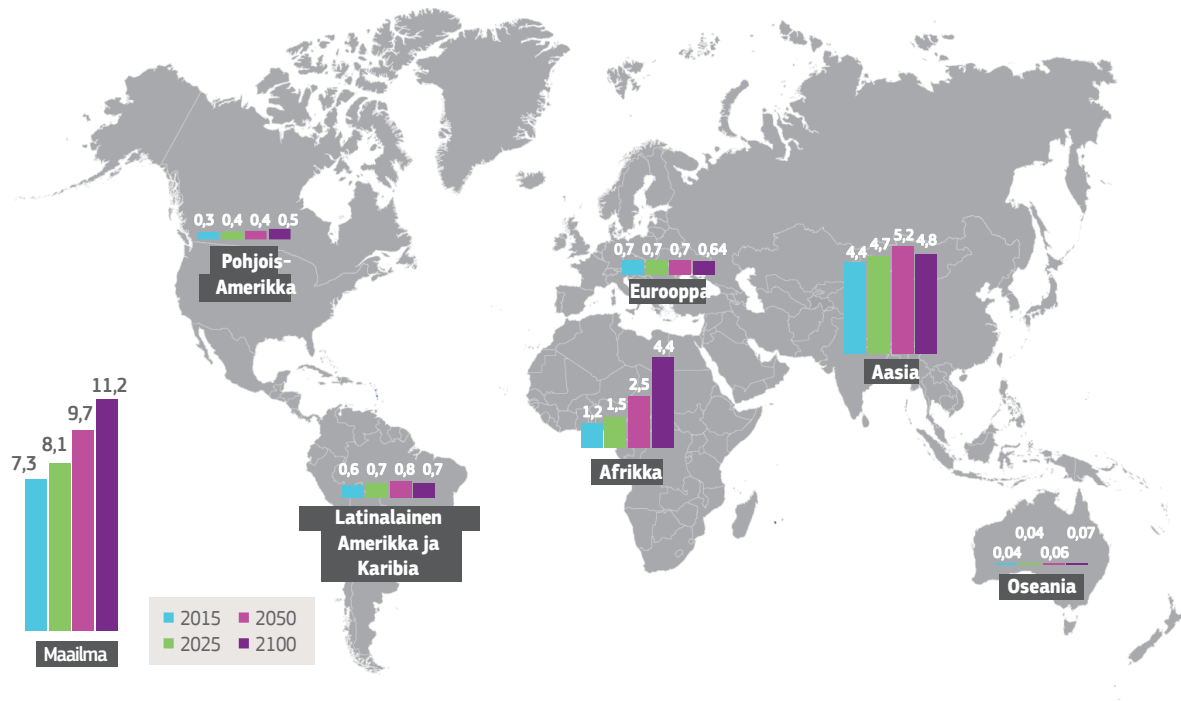 0,3 0,4 0,4 0,5
Pohjois-
Amerikka
0,7 0,7 0,7 0,64
Eurooppa
4,4 4,7 5,2 4,8
Aasia
1,2 1,5 2,5 4,4
Afrikka
7,3 8,1 9,7 11,2
Maailma
0,6 0,7 0,8 0,7
Latinalainen
Amerikka ja
Karibia
0,04 0,04 0,06 0,07
Oseania
2015 2050
2025 2100